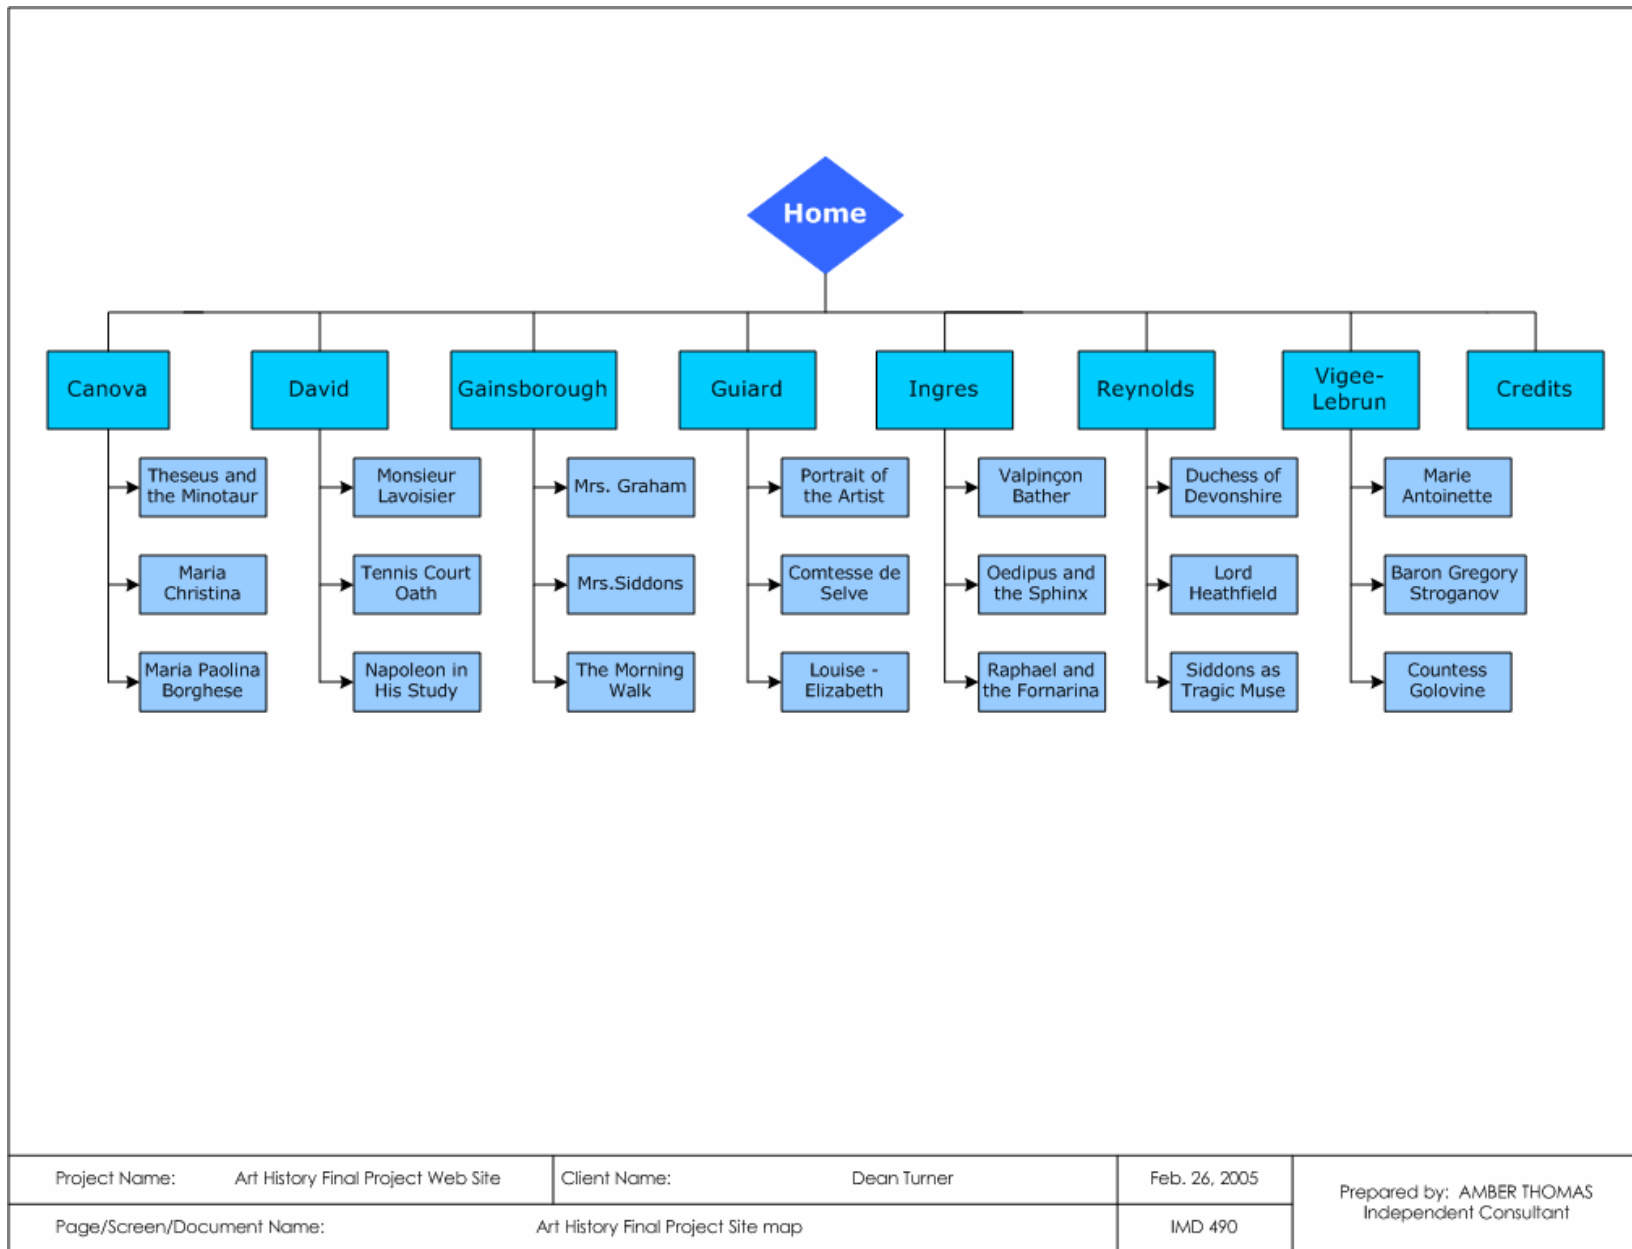 Home
Canova
David
Gainsborough
Guiard
Ingres
Reynolds
Vigee-
Lebrun
Credits
Theseus and
the Minotaur
Maria
Christina
Maria Paolina
Borghese
Monsieur
Lavoisier
Tennis Court
Oath
Napoleon in
His Study
Mrs. Graham
Mrs.Siddons
The Morning
Walk
Portrait of
the Artist
Comtesse de
Selve
Louise -
Elizabeth
Valpinçon
Bather
Oedipus and
the Sphinx
Raphael and
the Fornarina
Duchess of
Devonshire
Lord
Heathfield
Siddons as
Tragic Muse
Marie
Antoinette
Baron Gregory
Stroganov
Countess
Golovine
Project Name: Art History Final Project Web Site
Client Name: Dean Turner
Feb. 26, 2005
Page/Screen/Document Name: Art History Final Project Site map
IMD 490
Prepared by: AMBER THOMAS
Independent Consultant